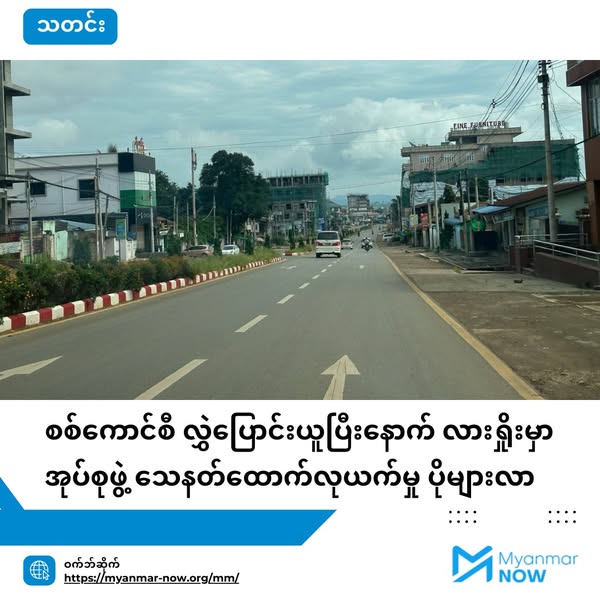 သတင်း
FINE FURNITURE
စစ်ကောင်စီ လွှဲပြောင်းယူပြီးနောက် လားရှိုးမှာ
အုပ်စုဖွဲ့ သေနတ်ထောက်လုယက်မှု ပိုများလာ
ဝက်ဘ်ဆိုက်
https://myanmar-now.org/mm/
Myanmar
NOW